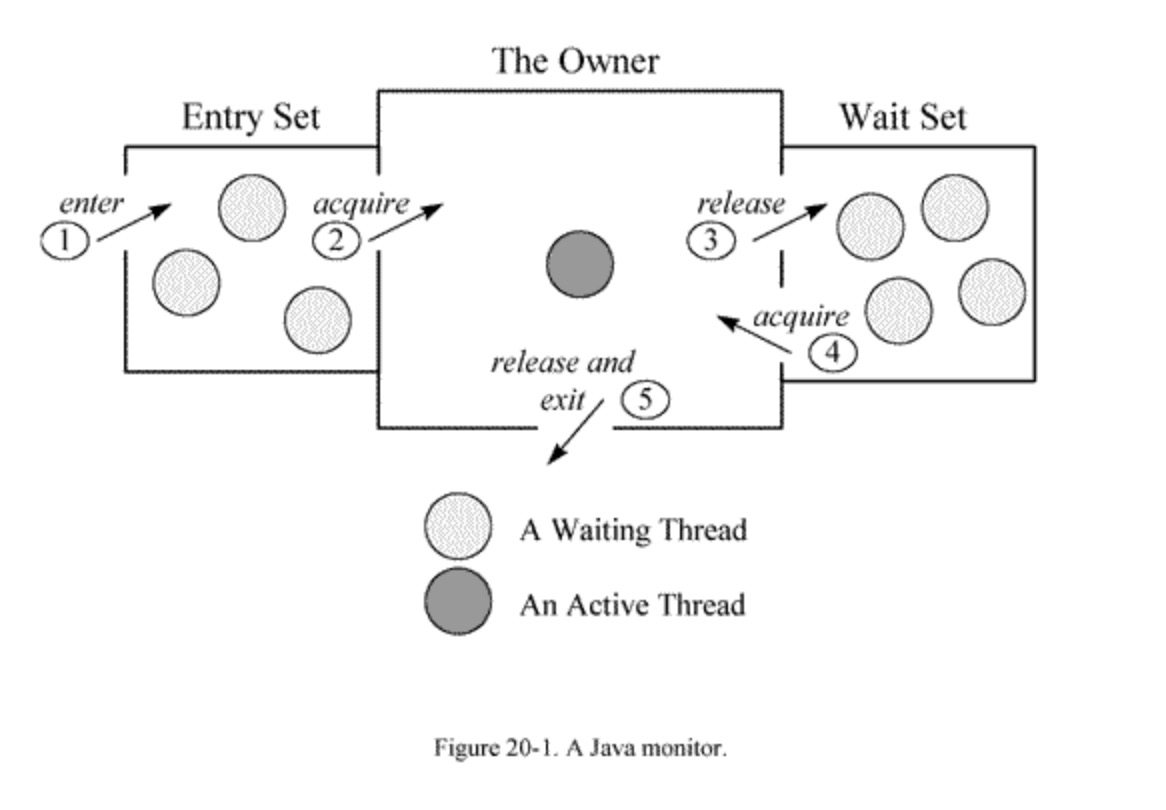 The Owner
Entry Set
Wait Set
enter
1
acquire
2
release
3
acquire
4
release and
exit
5
A Waiting Thread
An Active Thread
Figure 20-1. A Java monitor.